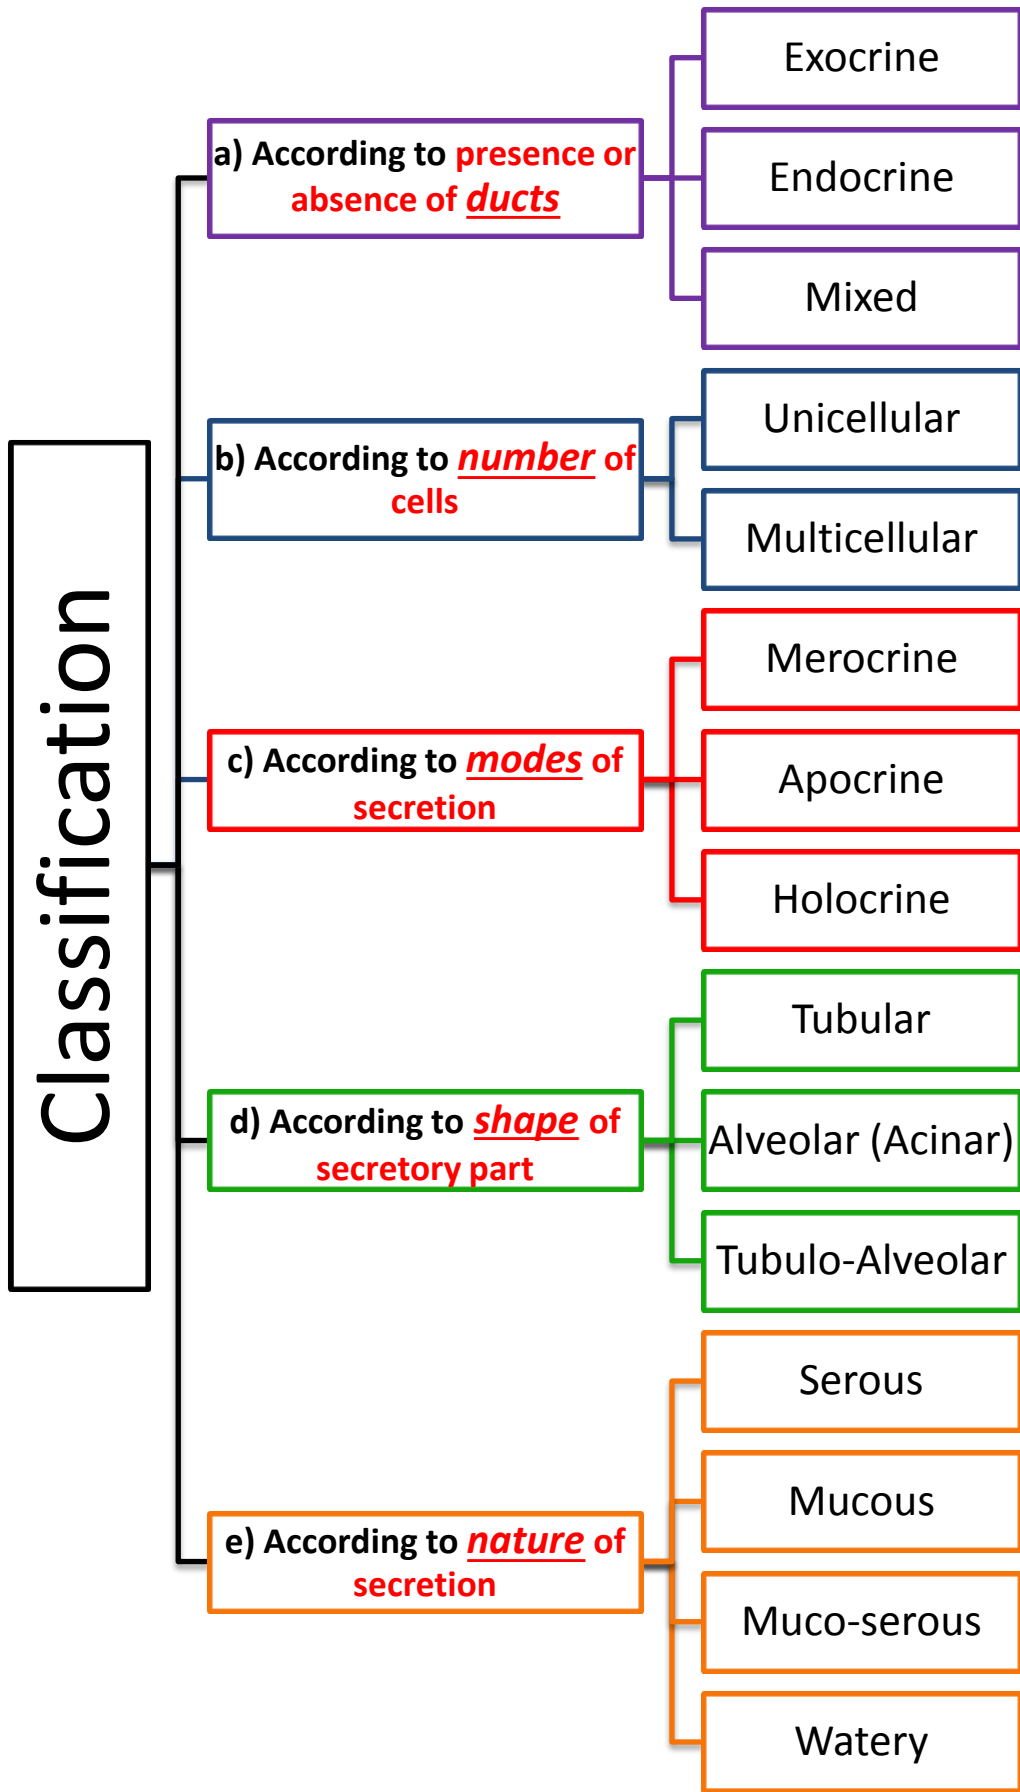 Classification
a) According to presence or
absence of ducts
Exocrine
Endocrine
Mixed
b) According to number of
cells
Unicellular
Multicellular
c) According to modes of
secretion
Merocrine
Apocrine
Holocrine
d) According to shape of
secretory part
Tubular
Alveolar (Acinar)
Tubulo-Alveolar
e) According to nature of
secretion
Serous
Mucous
Muco-serous
Watery